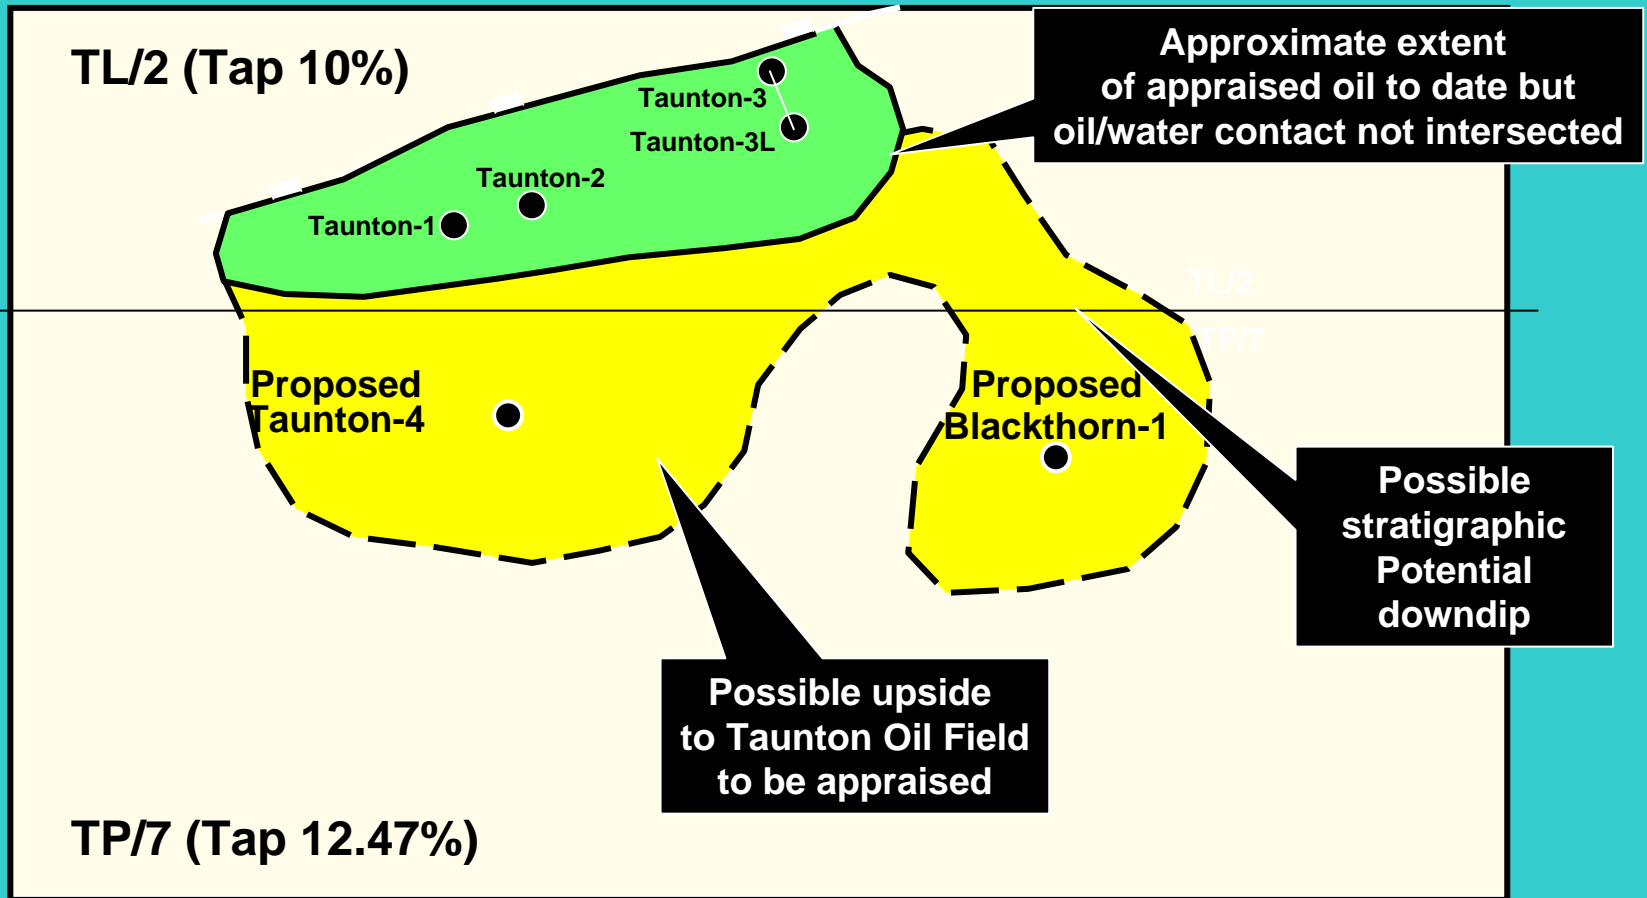 TL/2 (Tap 10%)
Approximate extent
of appraised oil to date but
oil/water contact not intersected
Taunton-3
Taunton-3L
Taunton-2
Taunton-1
TL/2
TP/7
Proposed
Taunton-4
Proposed
Blackthorn-1
Possible
stratigraphic
Potential
downdip
Possible upside
to Taunton Oil Field
to be appraised
TP/7 (Tap 12.47%)